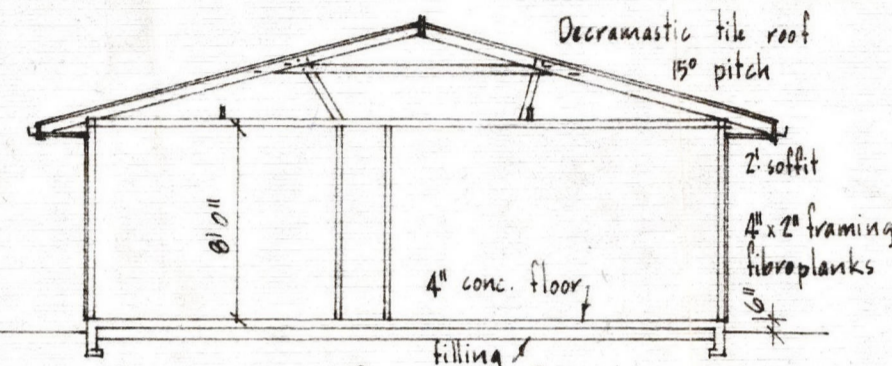 Decramastic tile roof
15° pitch
2' soffit
8'0"
4" x 2" framing
fibroplanks
4" conc. floor
6"
filling